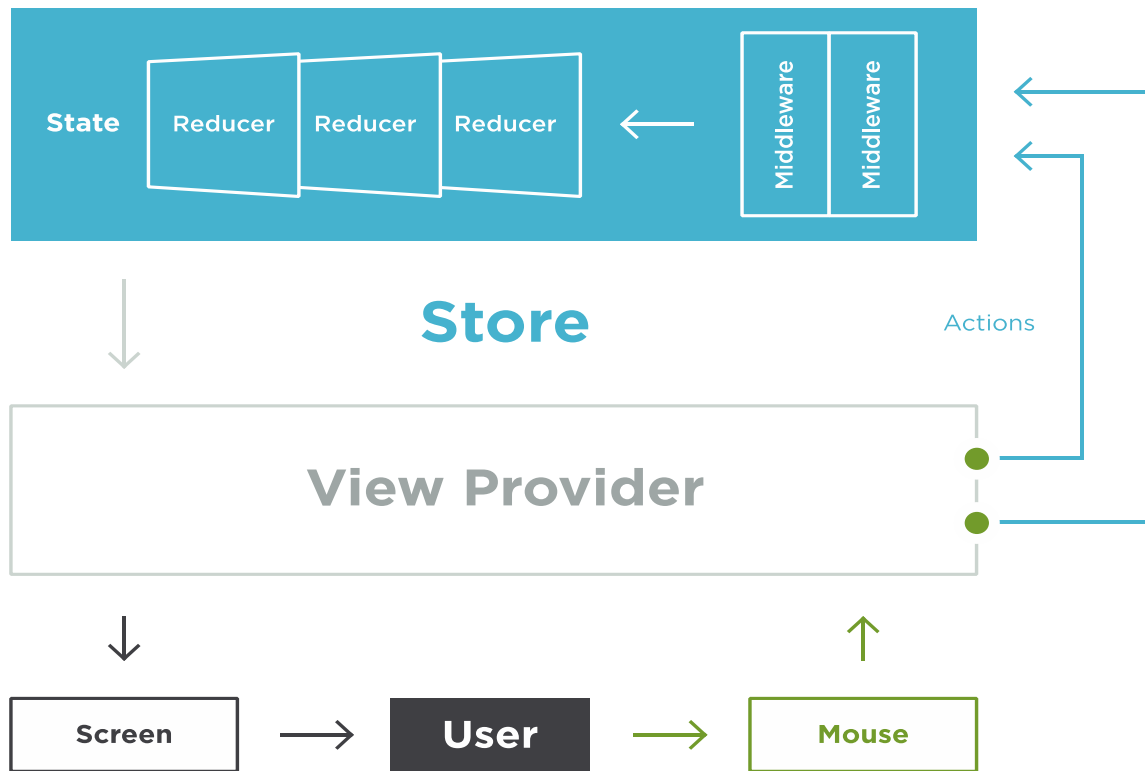 State
Reducer
Reducer
Reducer
Middleware
Middleware
Store
Actions
View Provider
Screen
User
Mouse